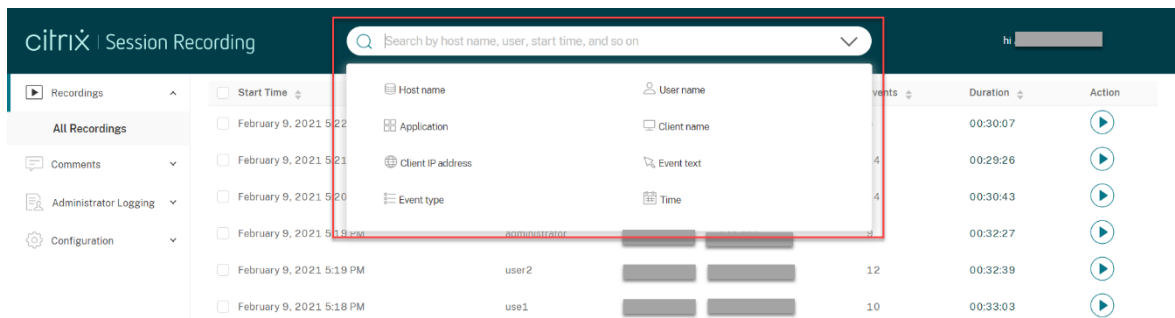 citrix | Session Recording
Search by host name, user, start time, and so on
hi
Recordings
Start Time
Host name
User name
Duration
Action
All Recordings
February 9, 2021 5:22
Application
Client name
00:30:07
Comments
February 9, 2021 5:21
Client IP address
Event text
4
00:29:26
Administrator Logging
February 9, 2021 5:20
Event type
Time
4
00:30:43
Configuration
February 9, 2021 5:19 PM
administrator
9
00:32:27
February 9, 2021 5:19 PM
user2
12
00:32:39
February 9, 2021 5:18 PM
use1
10
00:33:03